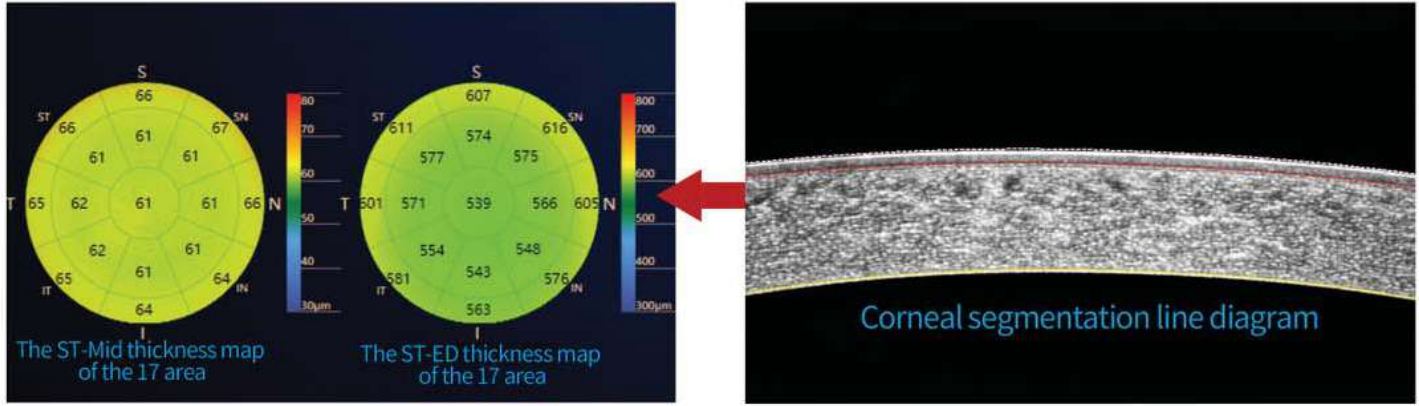 S
66
ST
SN
66
67
61
61
61
T
65
62
61
61
66
N
62
61
61
65
64
IT
IN
64
I
80
70
60
50
40
30μm
The ST-Mid thickness map
of the 17 area
S
607
ST
SN
611
616
574
577
575
T
601
571
539
566
605
N
554
548
543
581
576
IT
IN
563
I
800
700
600
500
400
300μm
The ST-ED thickness map
of the 17 area
Corneal segmentation line diagram